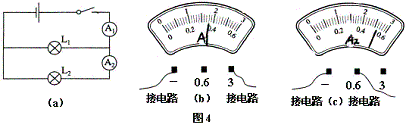 A₁
L₁
A₂
L₂
(a)
0 1 2 3
0 0.2 0.4 0.6
A₁
− 0.6 3
接电路 (b) 接电路
0 1 2 3
0 0.2 0.4 0.6
A₂
− 0.6 3
接电路 (c) 接电路
图4